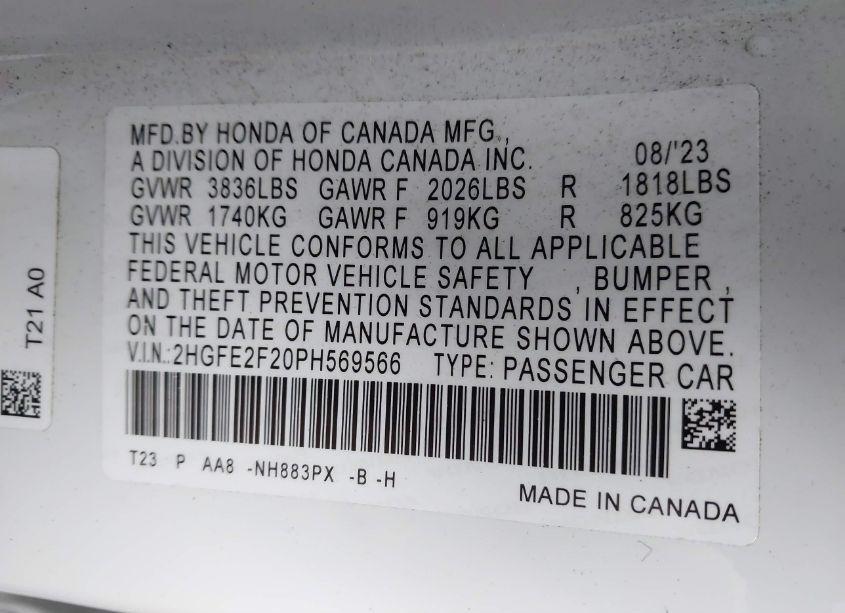 MFD.BY HONDA OF CANADA MFG.,
A DIVISION OF HONDA CANADA INC. 08/'23
GVWR 3836LBS GAWR F 2026LBS R 1818LBS
GVWR 1740KG GAWR F 919KG R 825KG
THIS VEHICLE CONFORMS TO ALL APPLICABLE
FEDERAL MOTOR VEHICLE SAFETY , BUMPER ,
AND THEFT PREVENTION STANDARDS IN EFFECT
ON THE DATE OF MANUFACTURE SHOWN ABOVE.
V.I.N.:2HGFE2F20PH569566 TYPE: PASSENGER CAR
T23 P AA8 -NH883PX -B -H
MADE IN CANADA
T21 A0